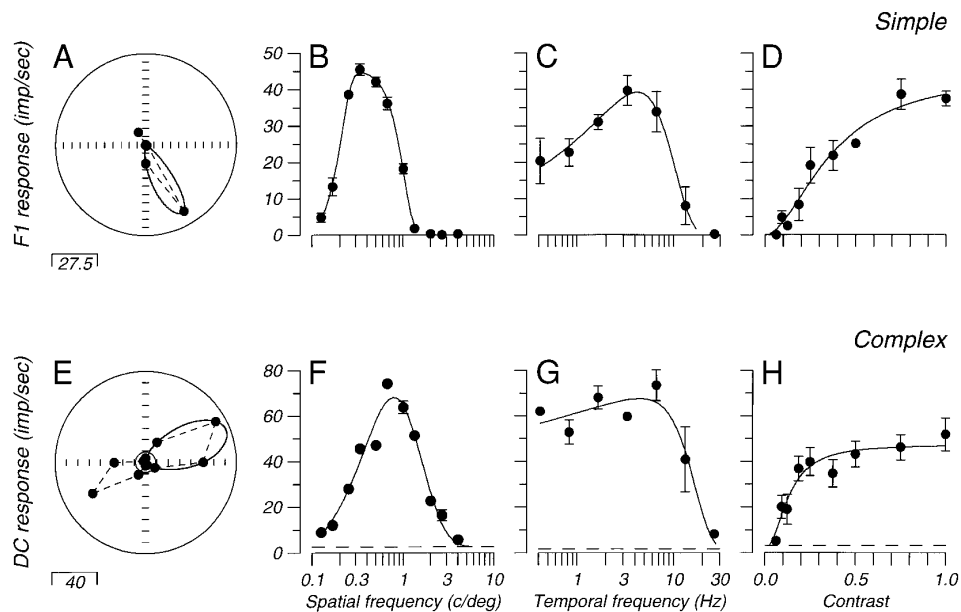 Simple
A B C D
F1 response (imp/sec)
50
40
30
20
10
0
27.5
Complex
E F G H
DC response (imp/sec)
80
60
40
20
0
40
0.1 0.3 1 3 10
1 3 10 30
0.0 0.5 1.0
Spatial frequency (c/deg) Temporal frequency (Hz) Contrast